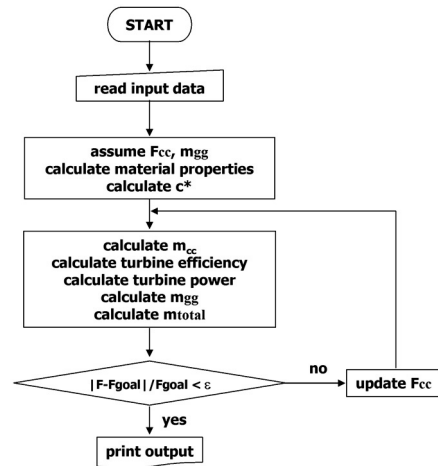 START
read input data
assume Fcc, mgg
calculate material properties
calculate c*
calculate mcc
calculate turbine efficiency
calculate turbine power
calculate mgg
calculate mtotal
|F-Fgoal|/Fgoal < ε
no
update Fcc
yes
print output